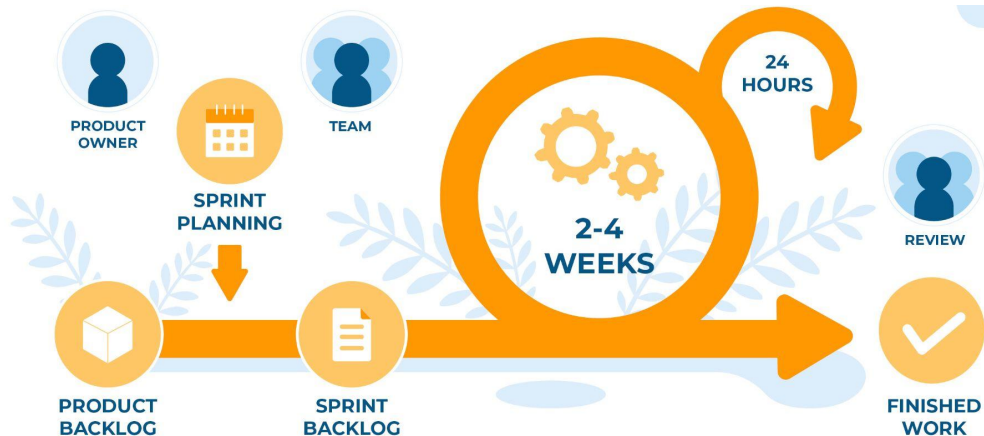 PRODUCT
OWNER
SPRINT
PLANNING
TEAM
2-4
WEEKS
24
HOURS
REVIEW
PRODUCT
BACKLOG
SPRINT
BACKLOG
FINISHED
WORK